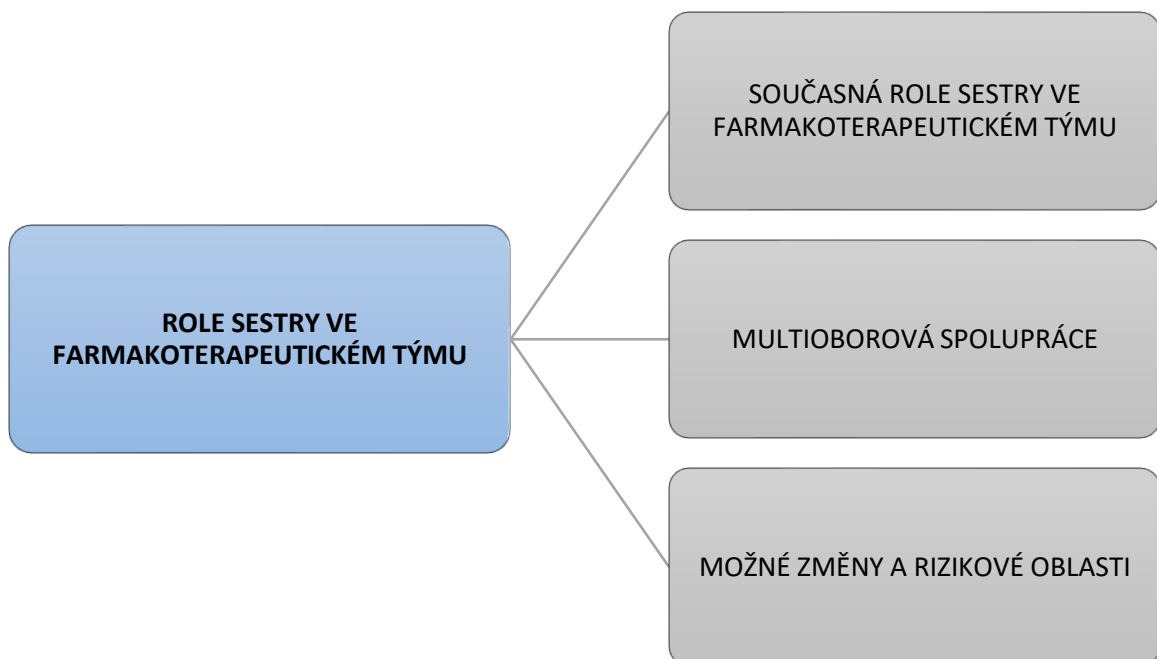 ROLE SESTRY VE
FARMAKOTERAPEUTICKÉM TÝMU
SOUČASNÁ ROLE SESTRY VE
FARMAKOTERAPEUTICKÉM TÝMU
MULTIOBOROVÁ SPOLUPRÁCE
MOŽNÉ ZMĚNY A RIZIKOVÉ OBLASTI